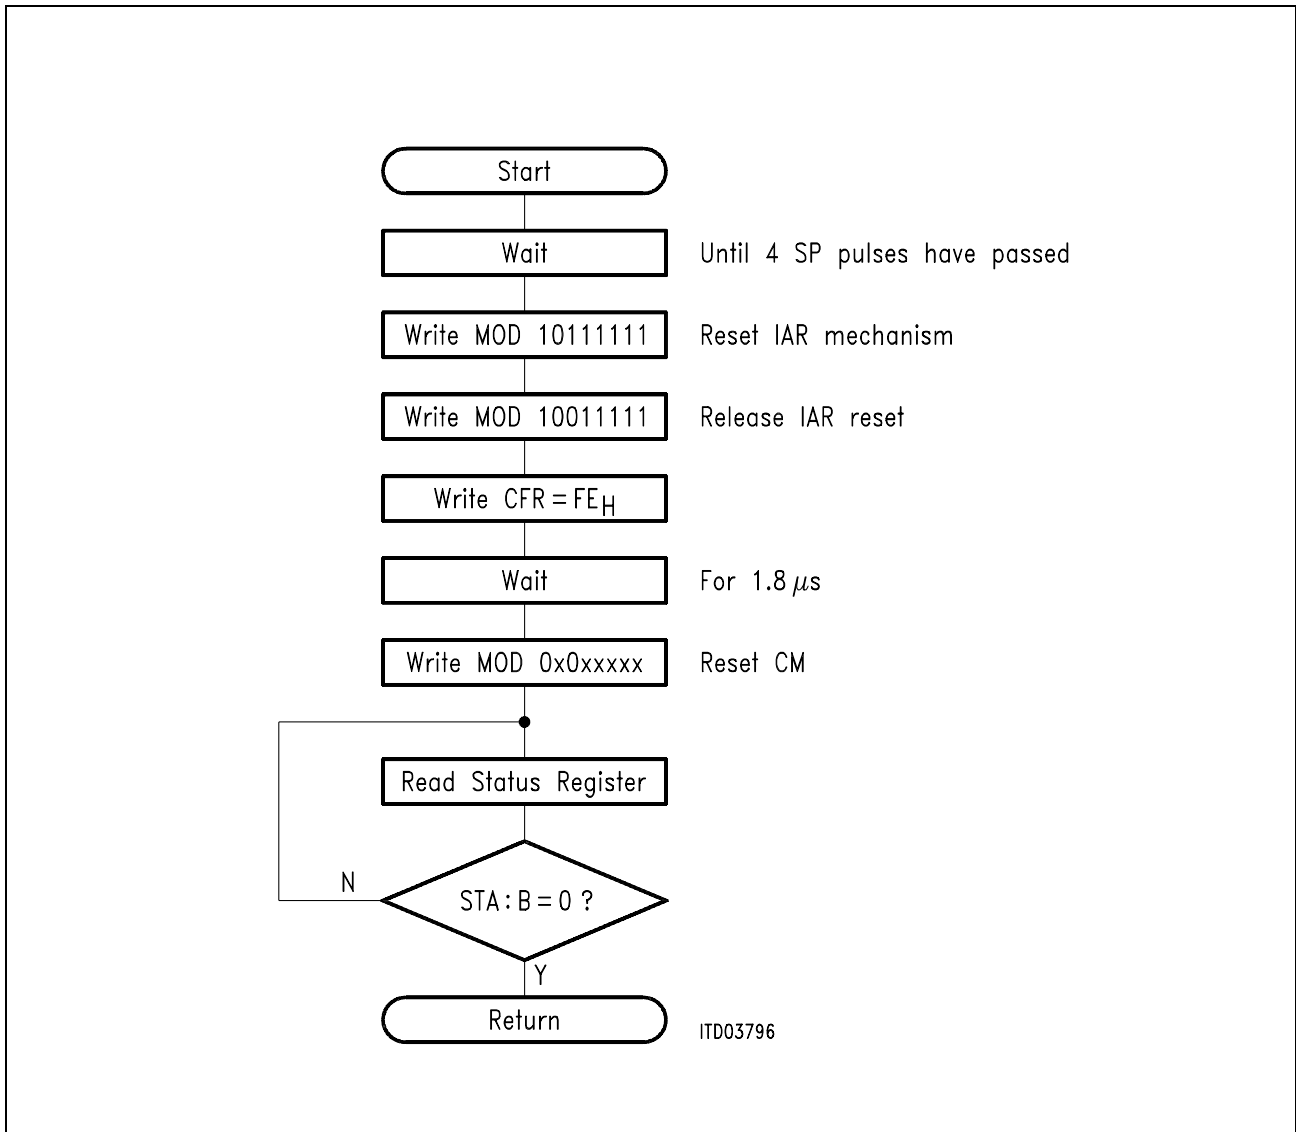 Start
Wait
Until 4 SP pulses have passed
Write MOD 10111111
Reset IAR mechanism
Write MOD 10011111
Release IAR reset
Write CFR = FEH
Wait
For 1.8 µs
Write MOD 0x0xxxxx
Reset CM
Read Status Register
N
STA:B = 0 ?
Y
Return
ITD03796